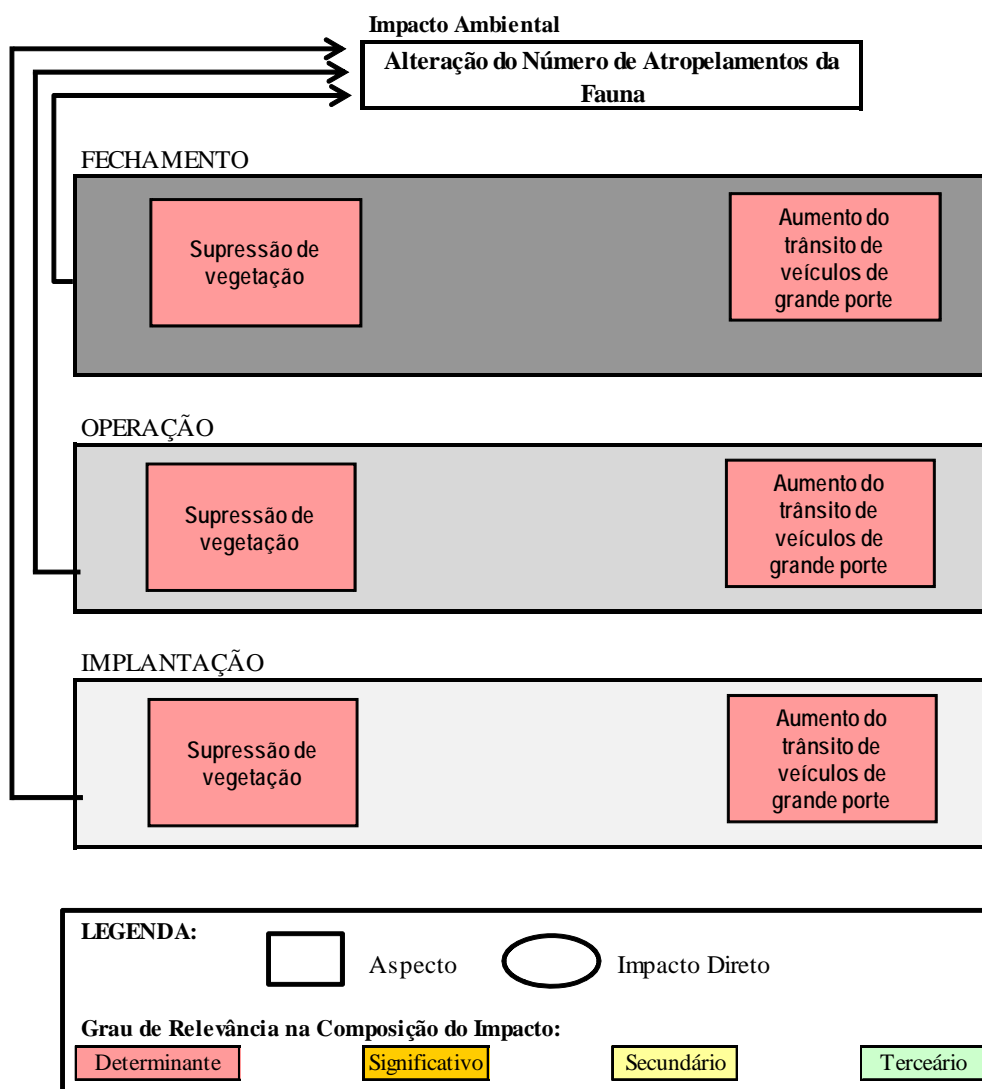 Impacto Ambiental
Alteração do Número de Atropelamentos da
Fauna
FECHAMENTO
Supressão de
vegetação
Aumento do
trânsito de
veículos de
grande porte
OPERAÇÃO
Supressão de
vegetação
Aumento do
trânsito de
veículos de
grande porte
IMPLANTAÇÃO
Supressão de
vegetação
Aumento do
trânsito de
veículos de
grande porte
LEGENDA:
Aspecto
Impacto Direto
Grau de Relevância na Composição do Impacto:
Determinante
Significativo
Secundário
Terceário